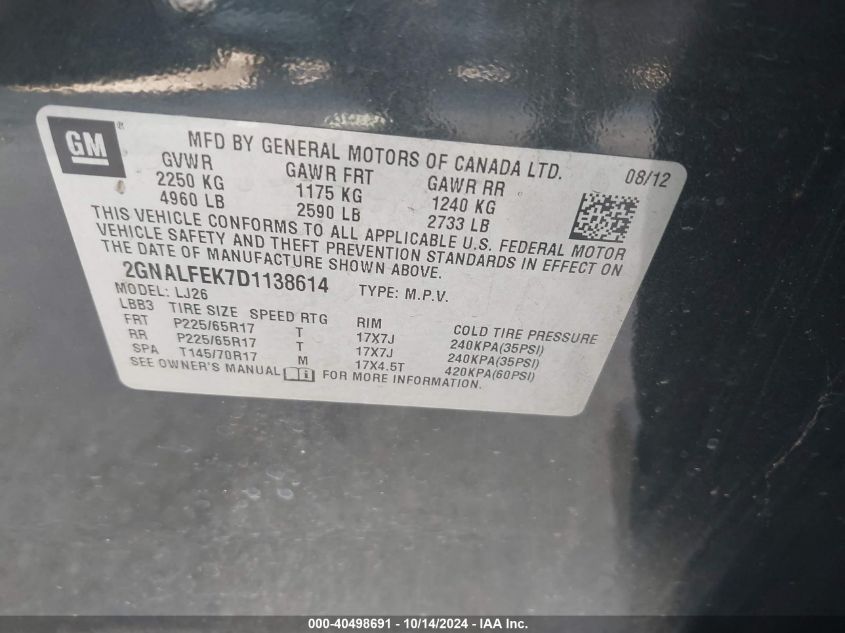 GM ®
MFD BY GENERAL MOTORS OF CANADA LTD. 08/12
GVWR GAWR FRT GAWR RR
2250 KG 1175 KG 1240 KG
4960 LB 2590 LB 2733 LB
THIS VEHICLE CONFORMS TO ALL APPLICABLE U.S. FEDERAL MOTOR
VEHICLE SAFETY AND THEFT PREVENTION STANDARDS IN EFFECT ON
THE DATE OF MANUFACTURE SHOWN ABOVE.
2GNALFEK7D1138614 TYPE: M.P.V.
MODEL: LJ26
LBB3 TIRE SIZE SPEED RTG RIM COLD TIRE PRESSURE
FRT P225/65R17 T 17X7J 240KPA(35PSI)
RR P225/65R17 T 17X7J 240KPA(35PSI)
SPA T145/70R17 M 17X4.5T 420KPA(60PSI)
SEE OWNER'S MANUAL FOR MORE INFORMATION.
000-40498691 - 10/14/2024 - IAA Inc.